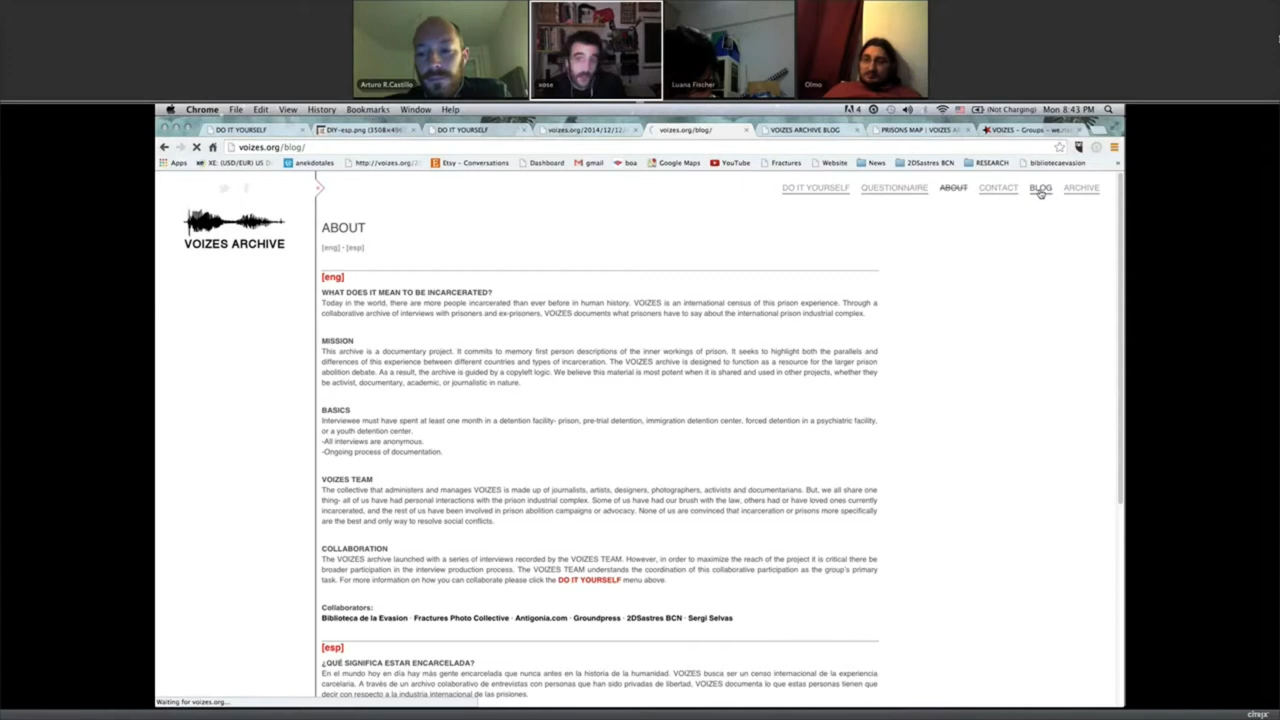 Arturo R.Castillo
xose
Luana Fischer
Olmo
Chrome File Edit View History Bookmarks Window Help
4 (Not Charging) Mon 8:43 PM
DO IT YOURSELF
DIY-esp.png (3508×496
DO IT YOURSELF
voizes.org/2014/12/12
voizes.org/blog/
VOIZES ARCHIVE BLOG
PRISONS MAP | VOIZES A
VOIZES - Groups - we.
voizes.org/blog/
Apps XE (USD/EUR) US D anekdotales http://voizes.org/2 Etsy - Conversations Dashboard gmail boa Google Maps YouTube Fractures Website News 2DSastres BCN RESEARCH bibliotecaevasion »
DO IT YOURSELF QUESTIONNAIRE ABOUT CONTACT BLOG ARCHIVE
VOIZES ARCHIVE
ABOUT
[eng] - [esp]
[eng]
WHAT DOES IT MEAN TO BE INCARCERATED?
Today in the world, there are more people incarcerated than ever before in human history. VOIZES is an international census of this prison experience. Through a
collaborative archive of interviews with prisoners and ex-prisoners, VOIZES documents what prisoners have to say about the international prison industrial complex.
MISSION
This archive is a documentary project. It commits to memory first person descriptions of the inner workings of prison. It seeks to highlight both the parallels and
differences of this experience between different countries and types of incarceration. The VOIZES archive is designed to function as a resource for the larger prison
abolition debate. As a result, the archive is guided by a copyleft logic. We believe this material is most potent when it is shared and used in other projects, whether they
be activist, documentary, academic, or journalistic in nature.
BASICS
Interviewee must have spent at least one month in a detention facility- prison, pre-trial detention, immigration detention center, forced detention in a psychiatric facility,
or a youth detention center.
-All interviews are anonymous.
-Ongoing process of documentation.
VOIZES TEAM
The collective that administers and manages VOIZES is made up of journalists, artists, designers, photographers, activists and documentarians. But, we all share one
thing- all of us have had personal interactions with the prison industrial complex. Some of us have had our brush with the law, others had or have loved ones currently
incarcerated, and the rest of us have been involved in prison abolition campaigns or advocacy. None of us are convinced that incarceration or prisons more specifically
are the best and only way to resolve social conflicts.
COLLABORATION
The VOIZES archive launched with a series of interviews recorded by the VOIZES TEAM. However, in order to maximize the reach of the project it is critical there be
broader participation in the interview production process. The VOIZES TEAM understands the coordination of this collaborative participation as the group's primary
task. For more information on how you can collaborate please click the DO IT YOURSELF menu above.
Collaborators:
Biblioteca de la Evasion · Fractures Photo Collective · Antigonia.com · Groundpress · 2DSastres BCN · Sergi Selvas
[esp]
¿QUÉ SIGNIFICA ESTAR ENCARCELADA?
En el mundo hoy en día hay más gente encarcelada que nunca antes en la historia de la humanidad. VOIZES busca ser un censo internacional de la experiencia
carcelaria. A través de un archivo colaborativo de entrevistas con personas que han sido privadas de libertad, VOIZES documenta lo que estas personas tienen que
decir con respecto a la industria internacional de las prisiones.
Waiting for voizes.org...
citrix